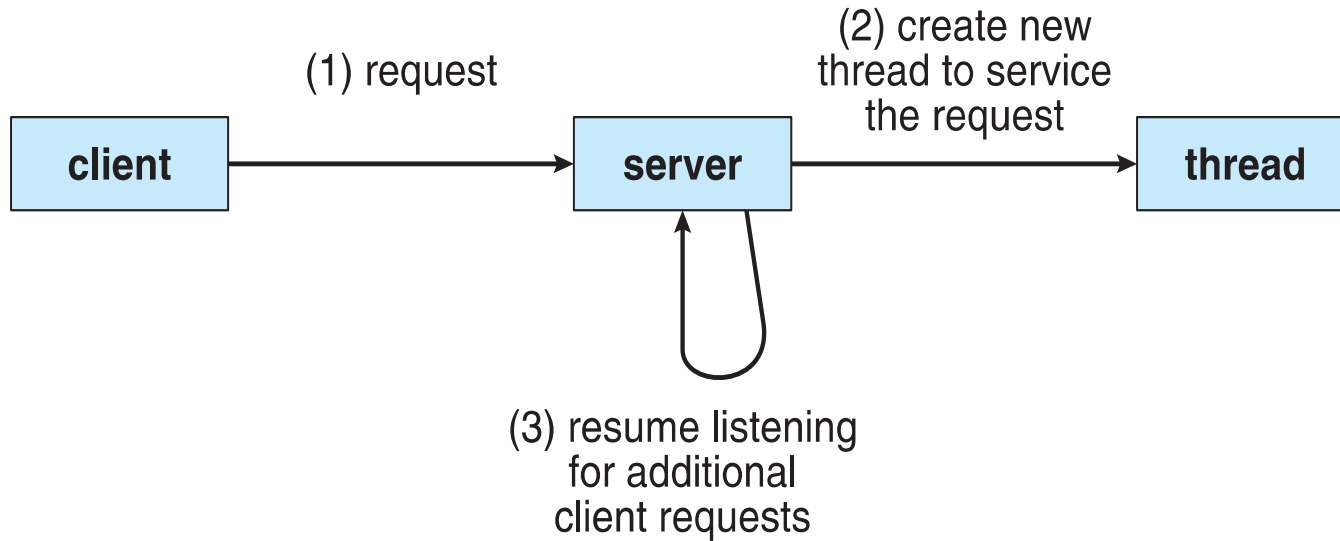 (1) request
(2) create new
thread to service
the request
client
server
thread
(3) resume listening
for additional
client requests